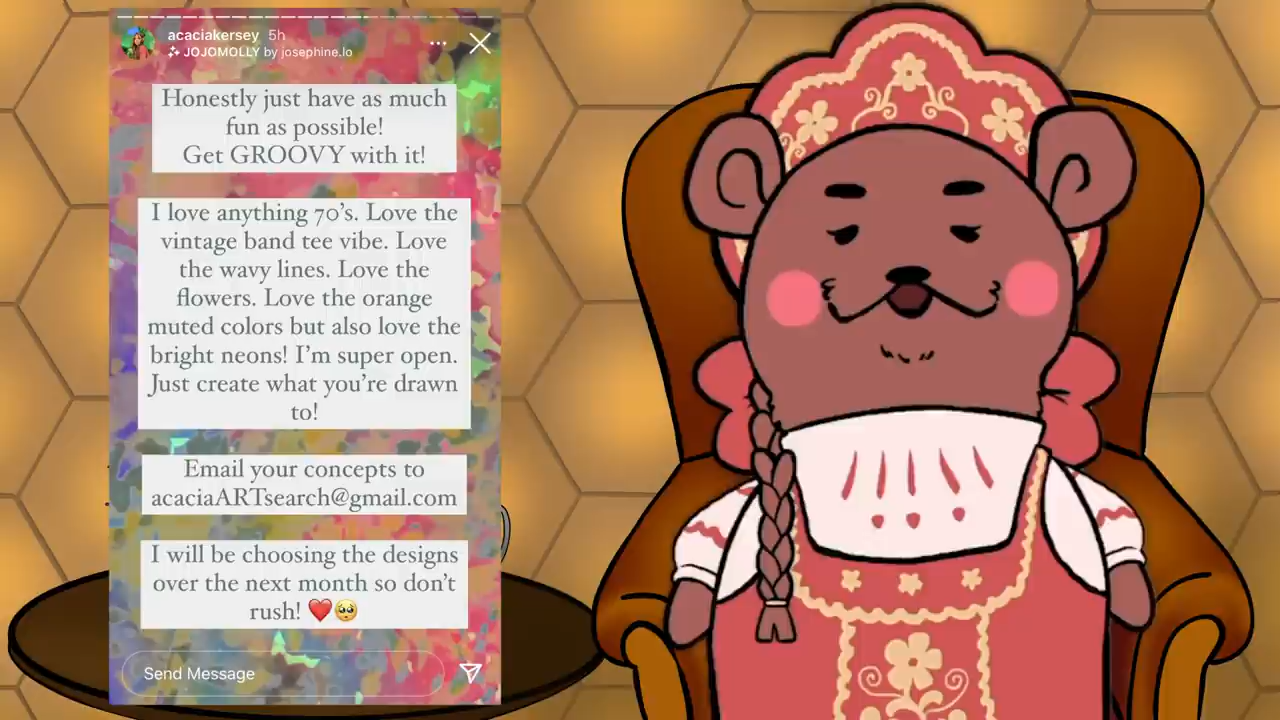 acaciakersey 5h
JOJOMOLLY by josephine.lo
Honestly just have as much
fun as possible!
Get GROOVY with it!
I love anything 70's. Love the
vintage band tee vibe. Love
the wavy lines. Love the
flowers. Love the orange
muted colors but also love the
bright neons! I'm super open.
Just create what you're drawn
to!
Email your concepts to
acaciaARTsearch@gmail.com
I will be choosing the designs
over the next month so don't
rush! ❤️🥺
Send Message